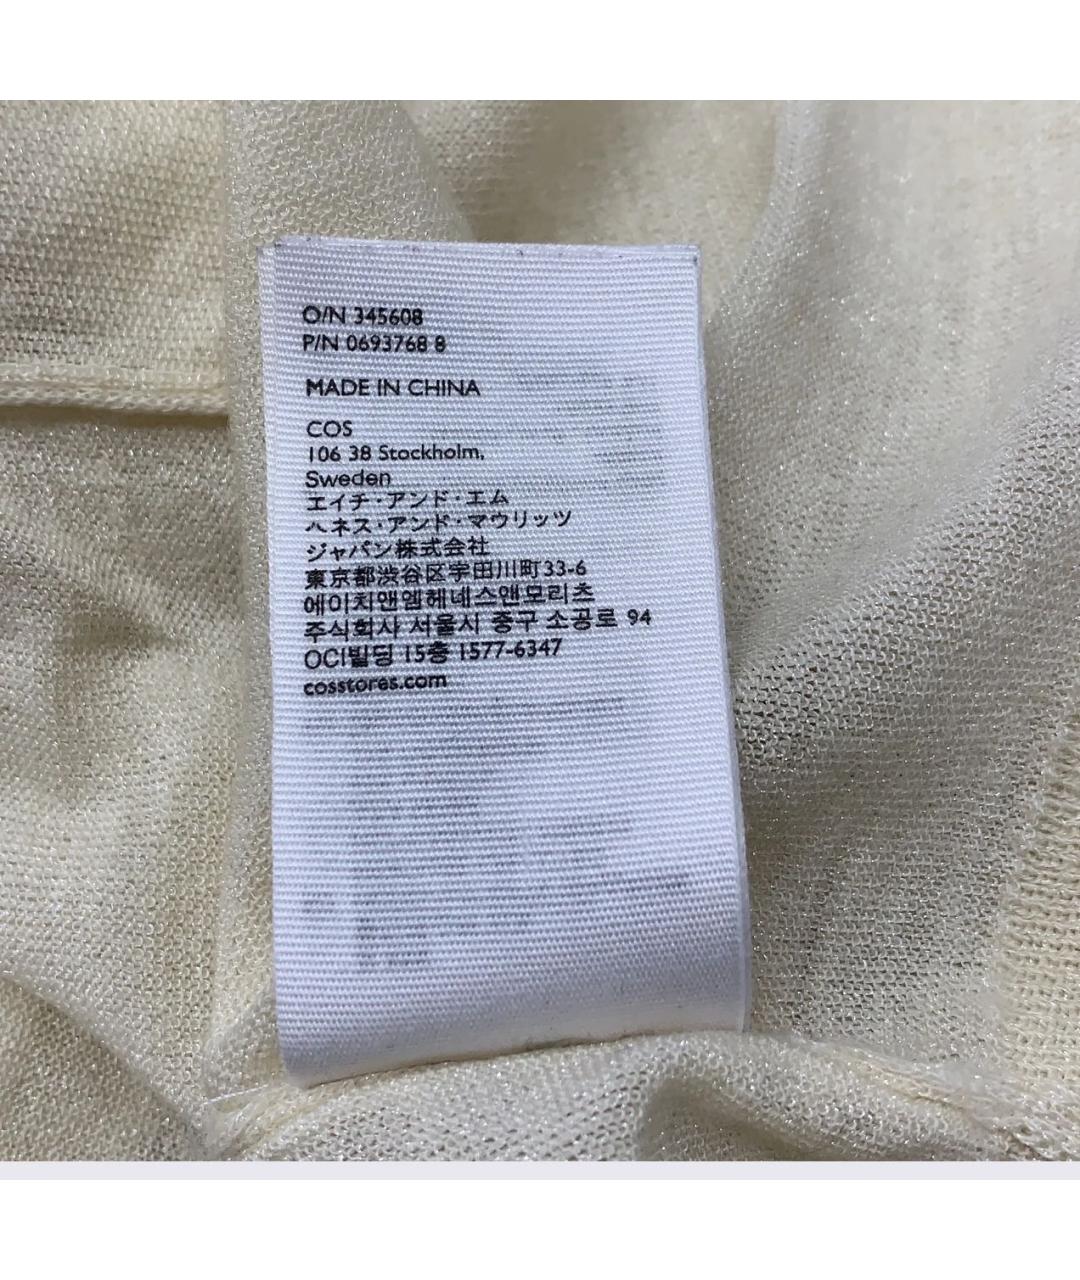 O/N 345608
P/N 0693768 8
MADE IN CHINA
COS
106 38 Stockholm,
Sweden
エイチ・アンド・エム
ヘネス・アンド・マウリッツ
ジャパン株式会社
東京都渋谷区宇田川町33-6
에이치앤엠헤네스앤모리츠
주식회사 서울시 중구 소공로 94
OCI빌딩 15층 1577-6347
cosstores.com